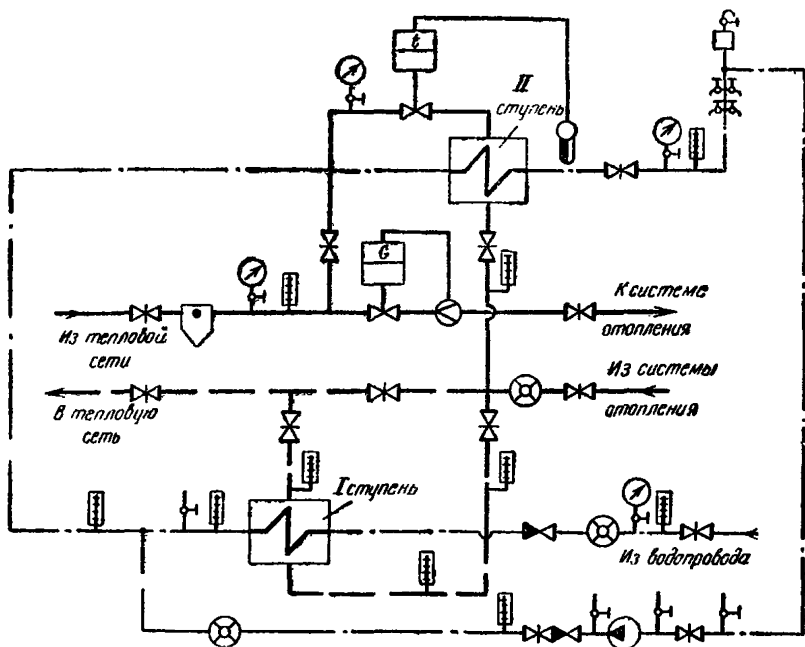 t
II
ступень
G
К системе
отопления
Из тепловой
сети
Из системы
отопления
В тепловую
сеть
I ступень
Из водопровода